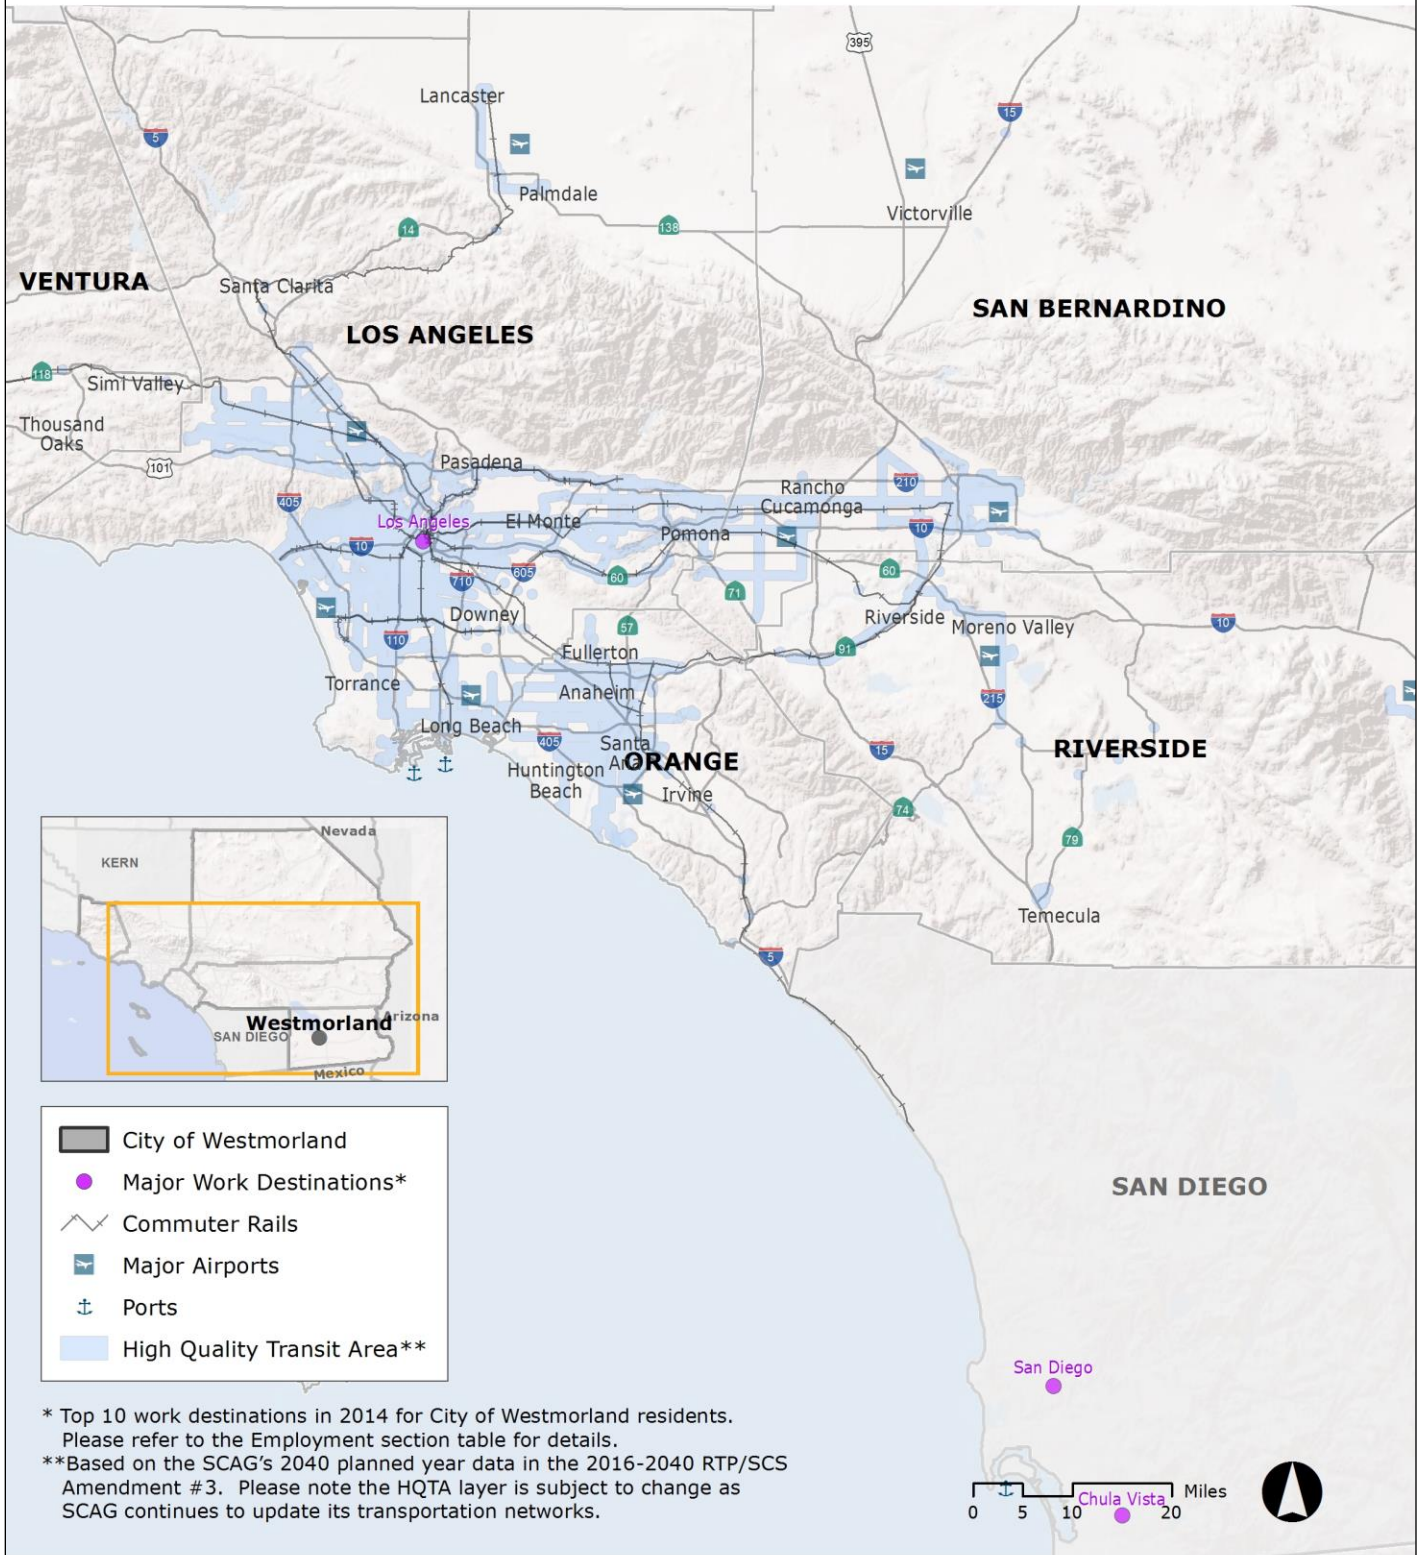 395
Lancaster
15
5
Palmdale
Victorville
14
138
VENTURA
Santa Clarita
SAN BERNARDINO
LOS ANGELES
118
Simi Valley
Thousand
Oaks
101
Pasadena
405
210
Rancho
Cucamonga
Los Angeles
El Monte
Pomona
10
10
710
605
60
60
71
Downey
Riverside
Moreno Valley
10
57
110
91
Fullerton
Torrance
Anaheim
215
Long Beach
405
Santa
Ana
ORANGE
15
RIVERSIDE
Huntington
Beach
Irvine
74
79
Temecula
5
Nevada
KERN
Westmorland
Arizona
SAN DIEGO
Mexico
City of Westmorland
Major Work Destinations*
Commuter Rails
Major Airports
Ports
High Quality Transit Area**
SAN DIEGO
San Diego
* Top 10 work destinations in 2014 for City of Westmorland residents.
Please refer to the Employment section table for details.
**Based on the SCAG's 2040 planned year data in the 2016-2040 RTP/SCS
Amendment #3. Please note the HQTA layer is subject to change as
SCAG continues to update its transportation networks.
Chula Vista
Miles
0 5 10 20